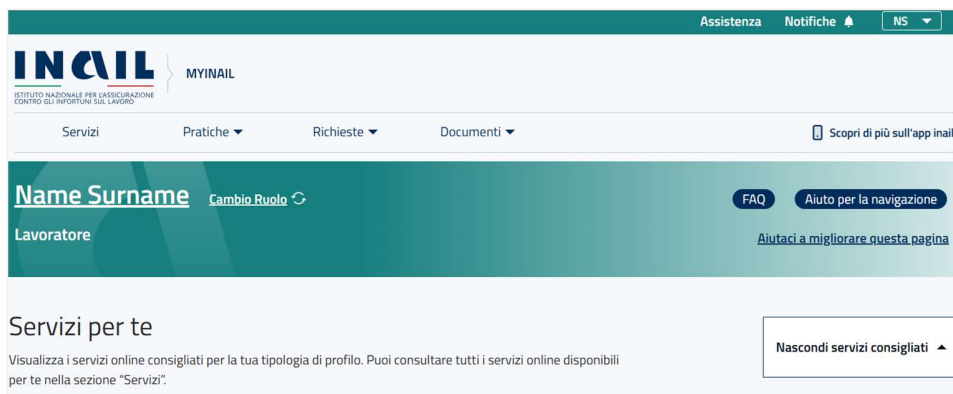 Assistenza Notifiche NS
INAIL
MYINAIL
ISTITUTO NAZIONALE PER L'ASSICURAZIONE
CONTRO GLI INFORTUNI SUL LAVORO
Servizi Pratiche Richieste Documenti Scopri di più sull'app inail
Name Surname Cambio Ruolo FAQ Aiuto per la navigazione
Lavoratore Aiutaci a migliorare questa pagina
Servizi per te
Nascondi servizi consigliati
Visualizza i servizi online consigliati per la tua tipologia di profilo. Puoi consultare tutti i servizi online disponibili
per te nella sezione "Servizi".